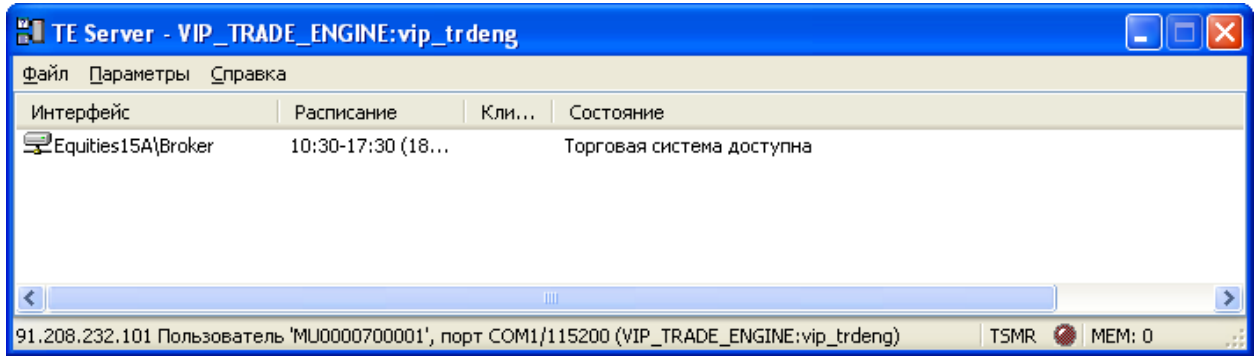 TE Server - VIP_TRADE_ENGINE:vip_trdeng
Файл Параметры Справка
Интерфейс Расписание Кли... Состояние
Equities15A\Broker 10:30-17:30 (18... Торговая система доступна
91.208.232.101 Пользователь 'MU0000700001', порт COM1/115200 (VIP_TRADE_ENGINE:vip_trdeng) TSMR MEM: 0